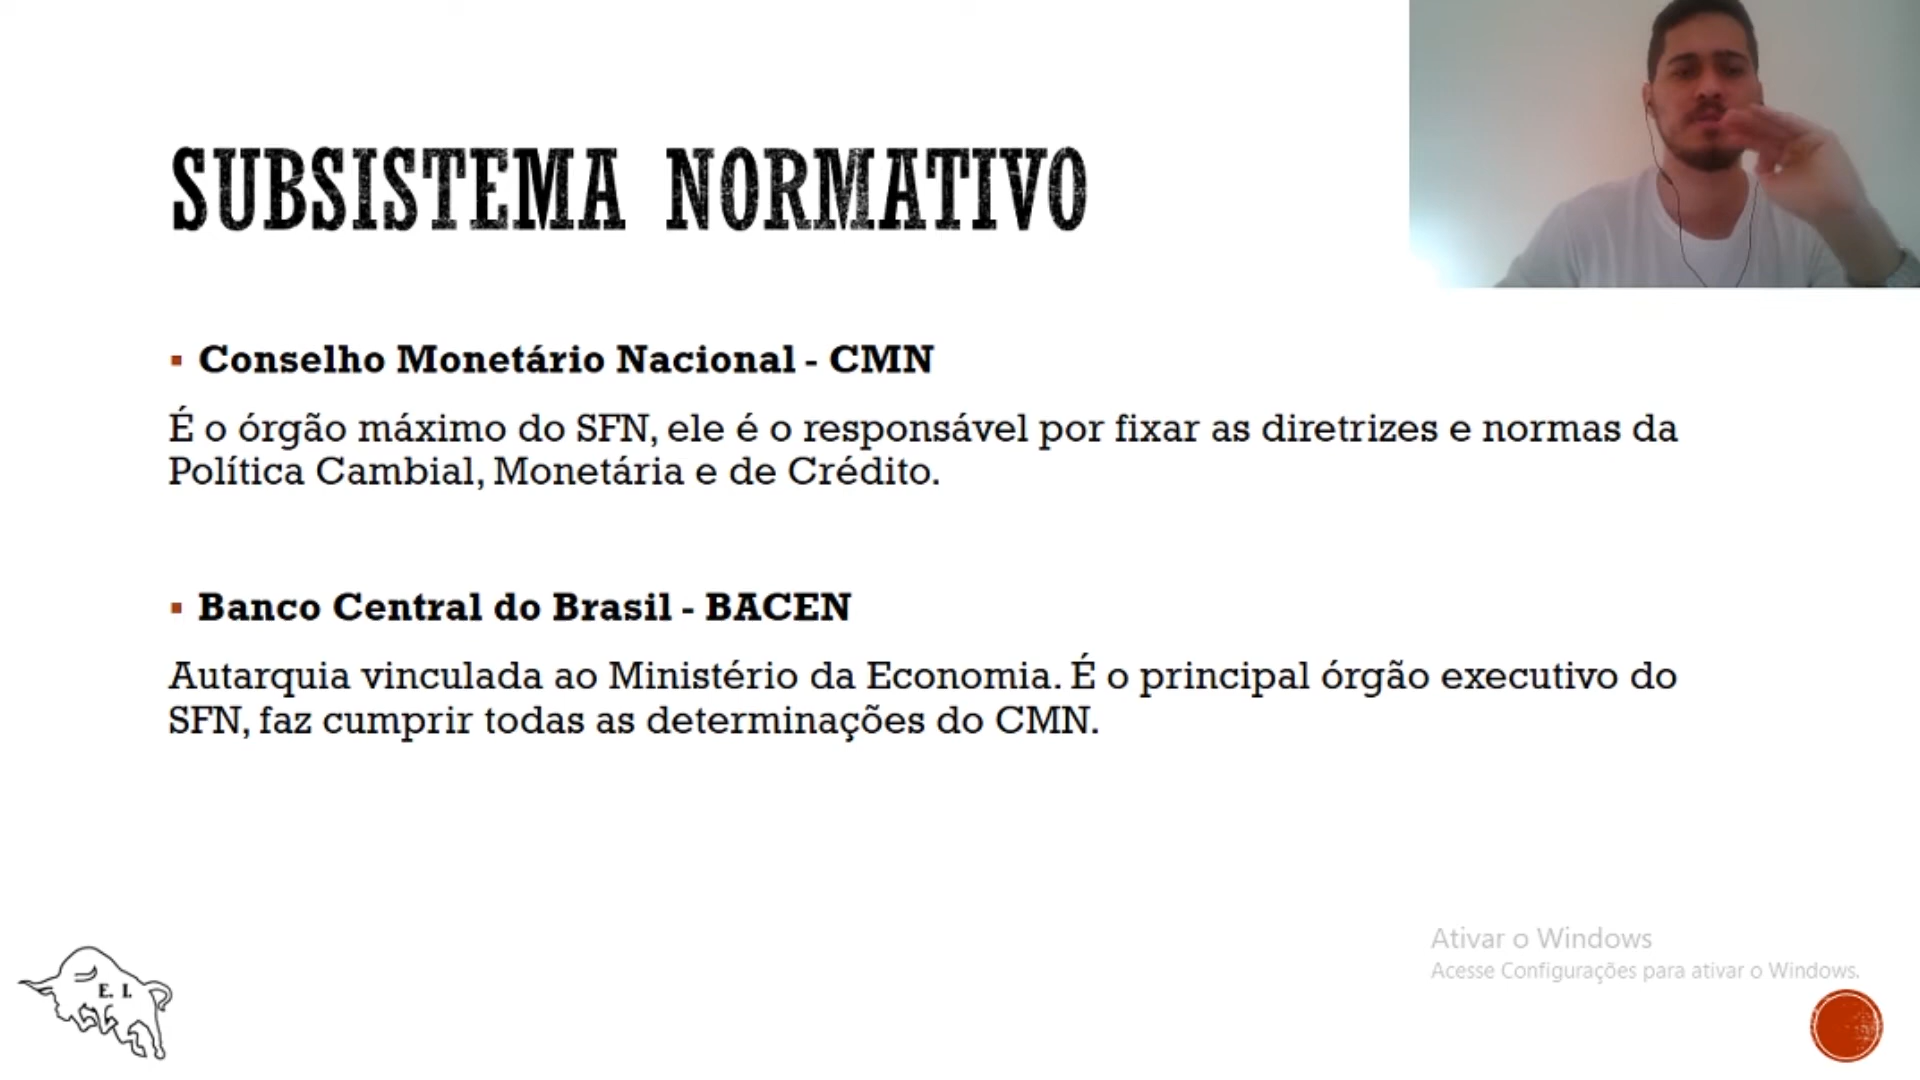 SUBSISTEMA NORMATIVO
▪ Conselho Monetário Nacional - CMN
É o órgão máximo do SFN, ele é o responsável por fixar as diretrizes e normas da
Política Cambial, Monetária e de Crédito.
▪ Banco Central do Brasil - BACEN
Autarquia vinculada ao Ministério da Economia. É o principal órgão executivo do
SFN, faz cumprir todas as determinações do CMN.
Ativar o Windows
Acesse Configurações para ativar o Windows.
E. I.